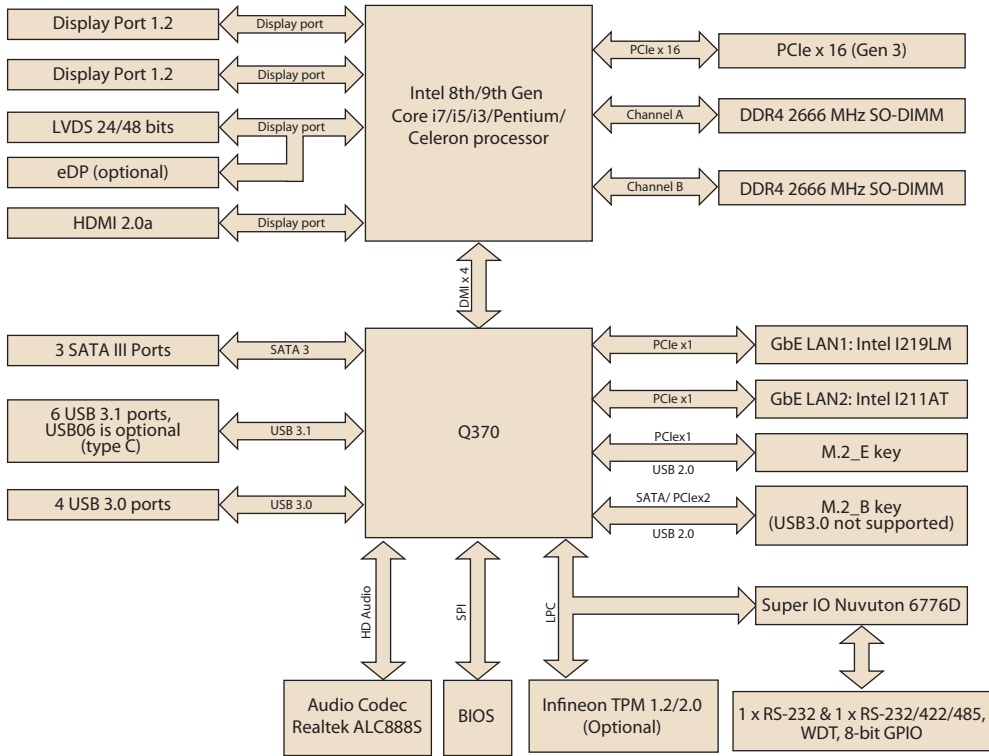 Display Port 1.2
Display port
Display Port 1.2
Display port
LVDS 24/48 bits
Display port
eDP (optional)
HDMI 2.0a
Display port
Intel 8th/9th Gen
Core i7/i5/i3/Pentium/
Celeron processor
PCIe x 16
PCIe x 16 (Gen 3)
Channel A
DDR4 2666 MHz SO-DIMM
Channel B
DDR4 2666 MHz SO-DIMM
DMI x 4
3 SATA III Ports
SATA 3
6 USB 3.1 ports,
USB06 is optional
(type C)
USB 3.1
4 USB 3.0 ports
USB 3.0
Q370
PCIe x1
GbE LAN1: Intel I219LM
PCIe x1
GbE LAN2: Intel I211AT
PCIex1
USB 2.0
M.2_E key
SATA/ PCIex2
USB 2.0
M.2_B key
(USB3.0 not supported)
HD Audio
SPI
LPC
Super IO Nuvuton 6776D
Audio Codec
Realtek ALC888S
BIOS
Infineon TPM 1.2/2.0
(Optional)
1 x RS-232 & 1 x RS-232/422/485,
WDT, 8-bit GPIO